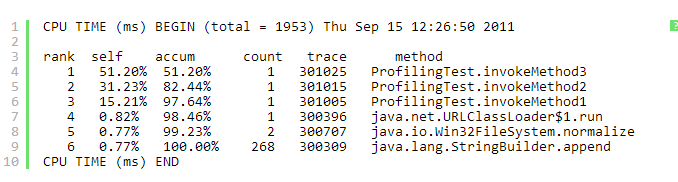 1 CPU TIME (ms) BEGIN (total = 1953) Thu Sep 15 12:26:50 2011
2
3 rank self accum count trace method
4 1 51.20% 51.20% 1 301025 ProfilingTest.invokeMethod3
5 2 31.23% 82.44% 1 301015 ProfilingTest.invokeMethod2
6 3 15.21% 97.64% 1 301005 ProfilingTest.invokeMethod1
7 4 0.82% 98.46% 1 300396 java.net.URLClassLoader$1.run
8 5 0.77% 99.23% 2 300707 java.io.Win32FileSystem.normalize
9 6 0.77% 100.00% 268 300309 java.lang.StringBuilder.append
10 CPU TIME (ms) END